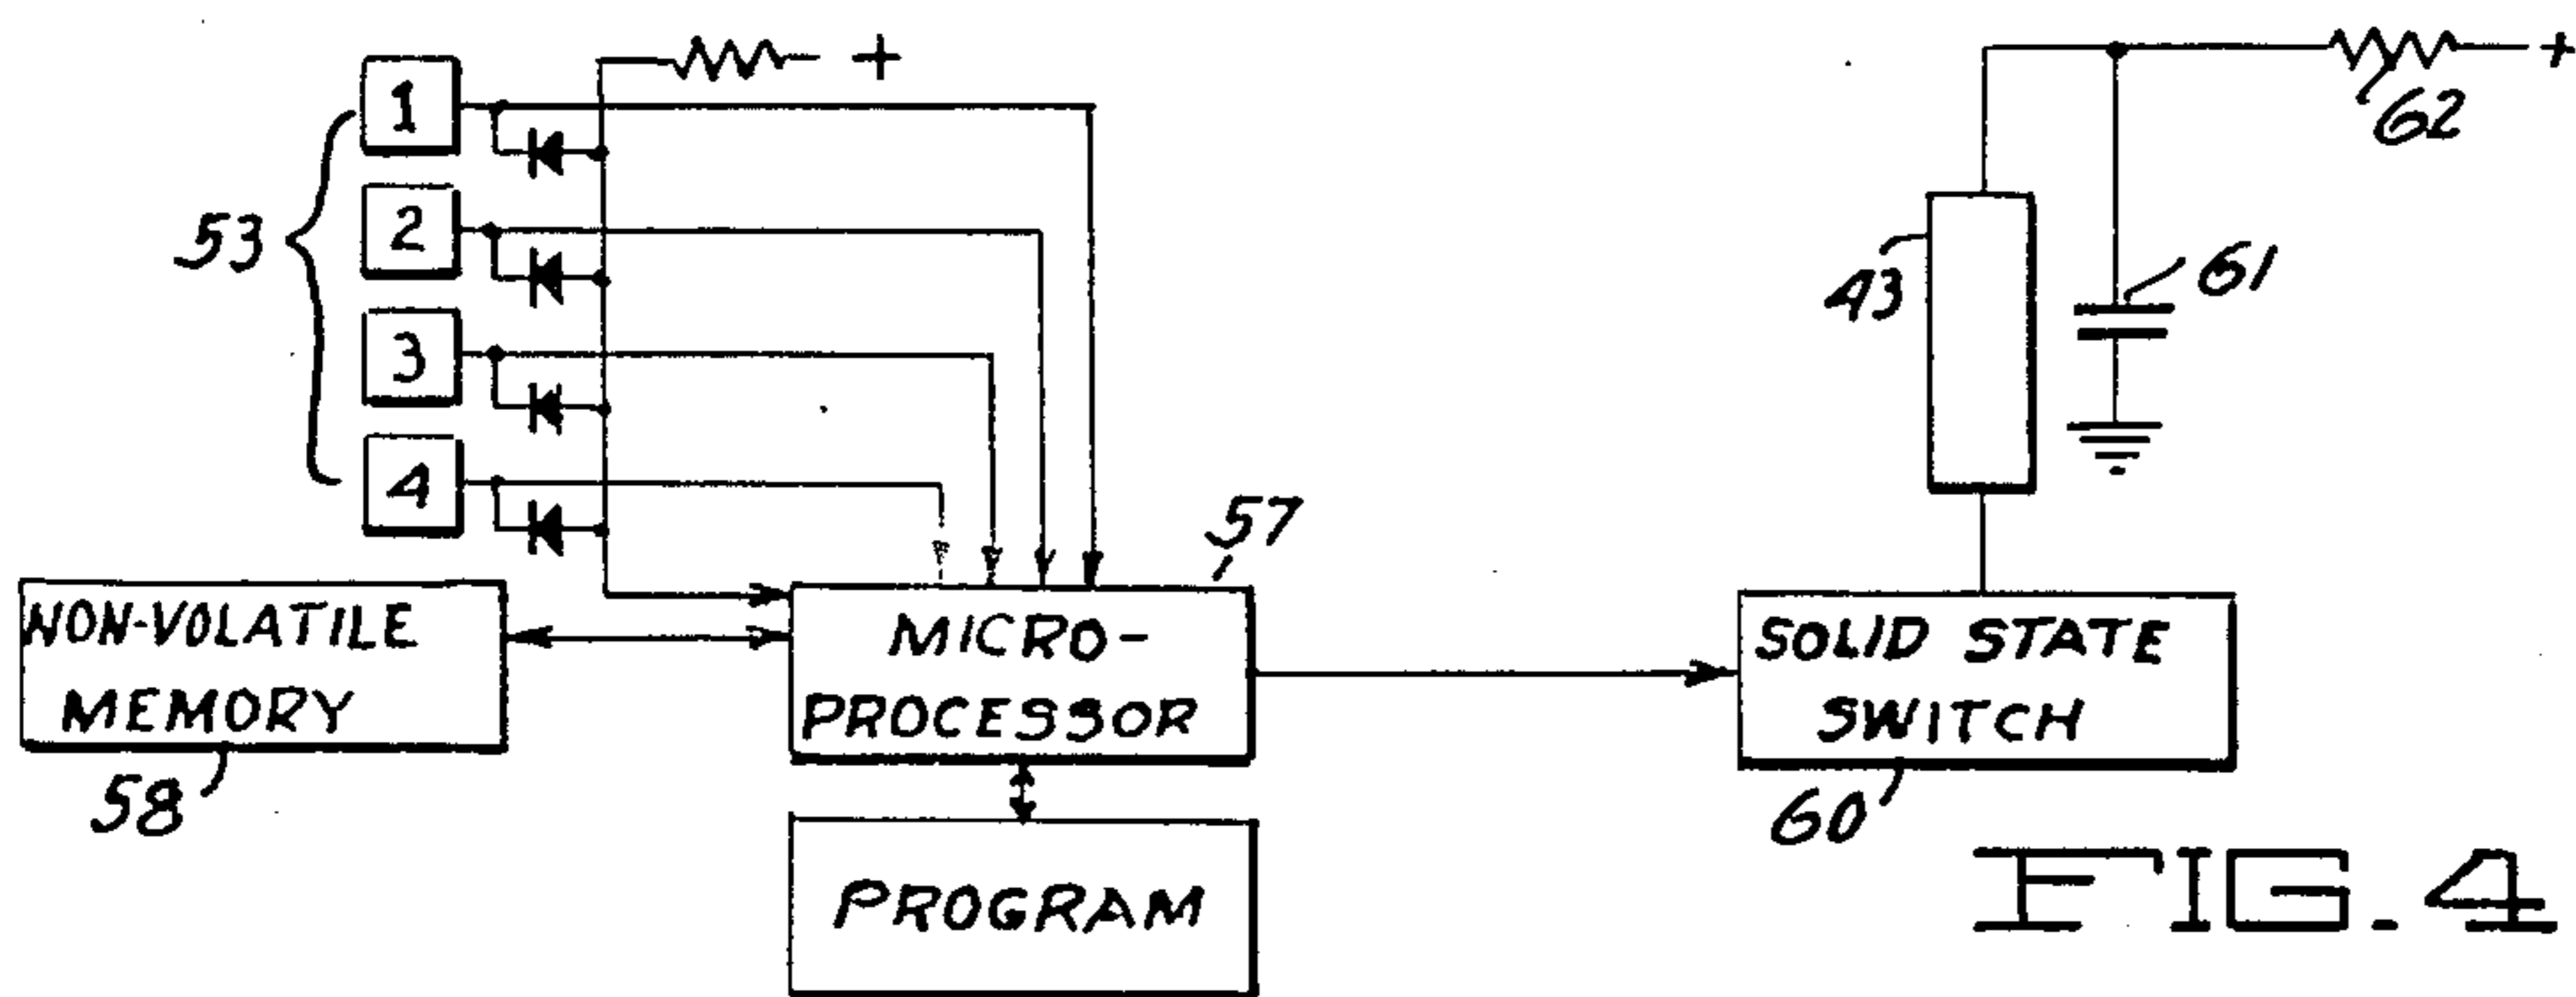 1
+
+
62
2
53
3
43
61
4
57
NON-VOLATILE
MEMORY
MICRO-
PROCESSOR
SOLID STATE
SWITCH
58
60
PROGRAM
FIG. 4